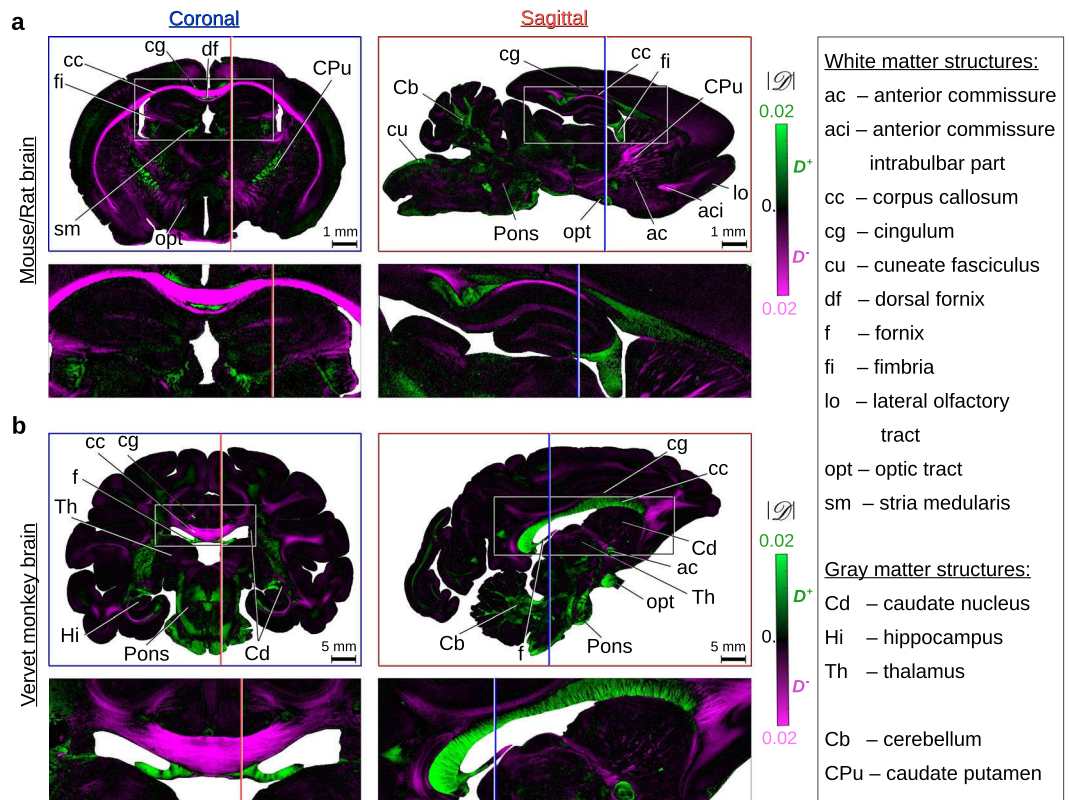 a
Coronal
Sagittal
Mouse/Rat brain
cc
cg
df
fi
CPu
sm
opt
1 mm
cg
cc
fi
Cb
CPu
cu
lo
aci
Pons
opt
ac
1 mm
|𝒟|
0.02
D+
0.
D-
0.02
b
Vervet monkey brain
cc
cg
f
Th
Hi
Pons
Cd
5 mm
cg
cc
Cd
ac
Th
opt
Cb
f
Pons
5 mm
|𝒟|
0.02
D+
0.
D-
0.02
White matter structures:
ac – anterior commissure
aci – anterior commissure
intrabulbar part
cc – corpus callosum
cg – cingulum
cu – cuneate fasciculus
df – dorsal fornix
f – fornix
fi – fimbria
lo – lateral olfactory
tract
opt – optic tract
sm – stria medularis
Gray matter structures:
Cd – caudate nucleus
Hi – hippocampus
Th – thalamus
Cb – cerebellum
CPu – caudate putamen